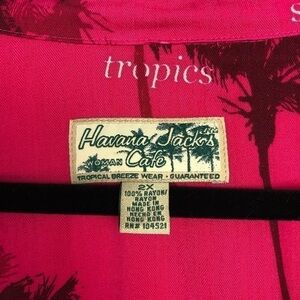 s
tropics
Havana Jack's
WOMAN Cafe
TROPICAL BREEZE WEAR · GUARANTEED
2X
100% RAYON/
RAYON
MADE IN
HONG KONG
HECHO EN
HONG KONG
RN# 104521